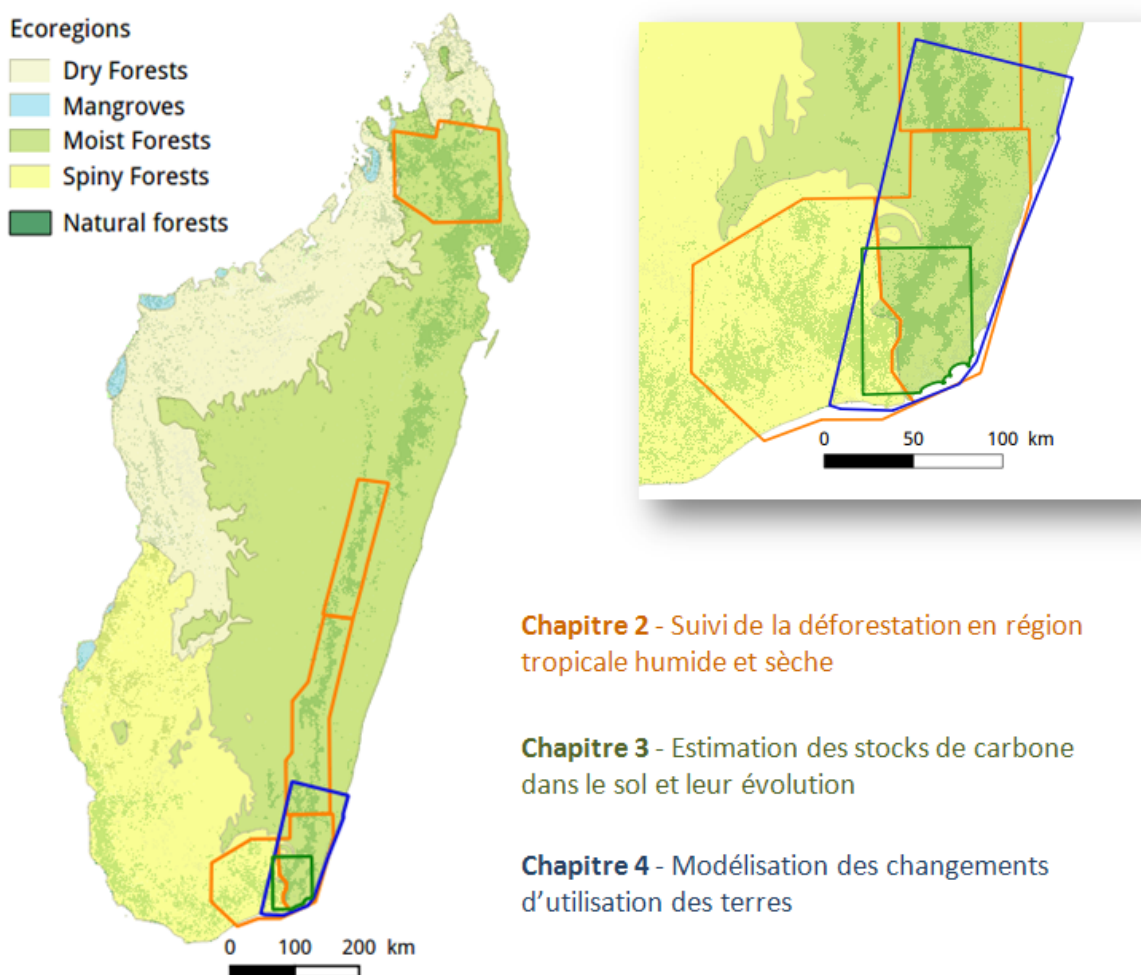 Ecoregions
Dry Forests
Mangroves
Moist Forests
Spiny Forests
Natural forests
0 50 100 km
Chapitre 2 - Suivi de la déforestation en région
tropicale humide et sèche
Chapitre 3 - Estimation des stocks de carbone
dans le sol et leur évolution
Chapitre 4 - Modélisation des changements
d'utilisation des terres
0 100 200 km